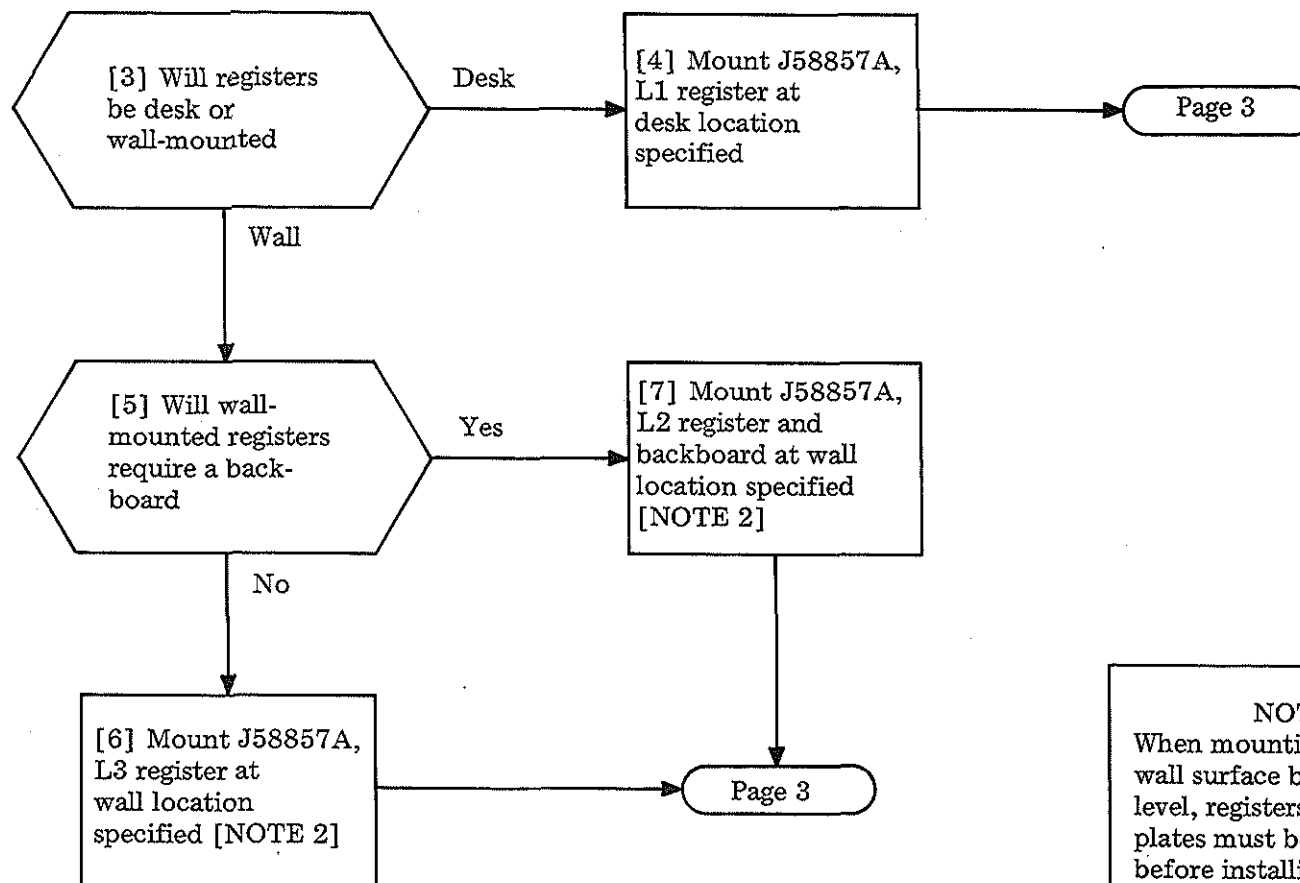 [3] Will registers
be desk or
wall-mounted
Desk
[4] Mount J58857A,
L1 register at
desk location
specified
Page 3
Wall
[5] Will wall-
mounted registers
require a back-
board
Yes
[7] Mount J58857A,
L2 register and
backboard at wall
location specified
[NOTE 2]
No
[6] Mount J58857A,
L3 register at
wall location
specified [NOTE 2]
Page 3
When
wall surface
level, registers
plates must
before